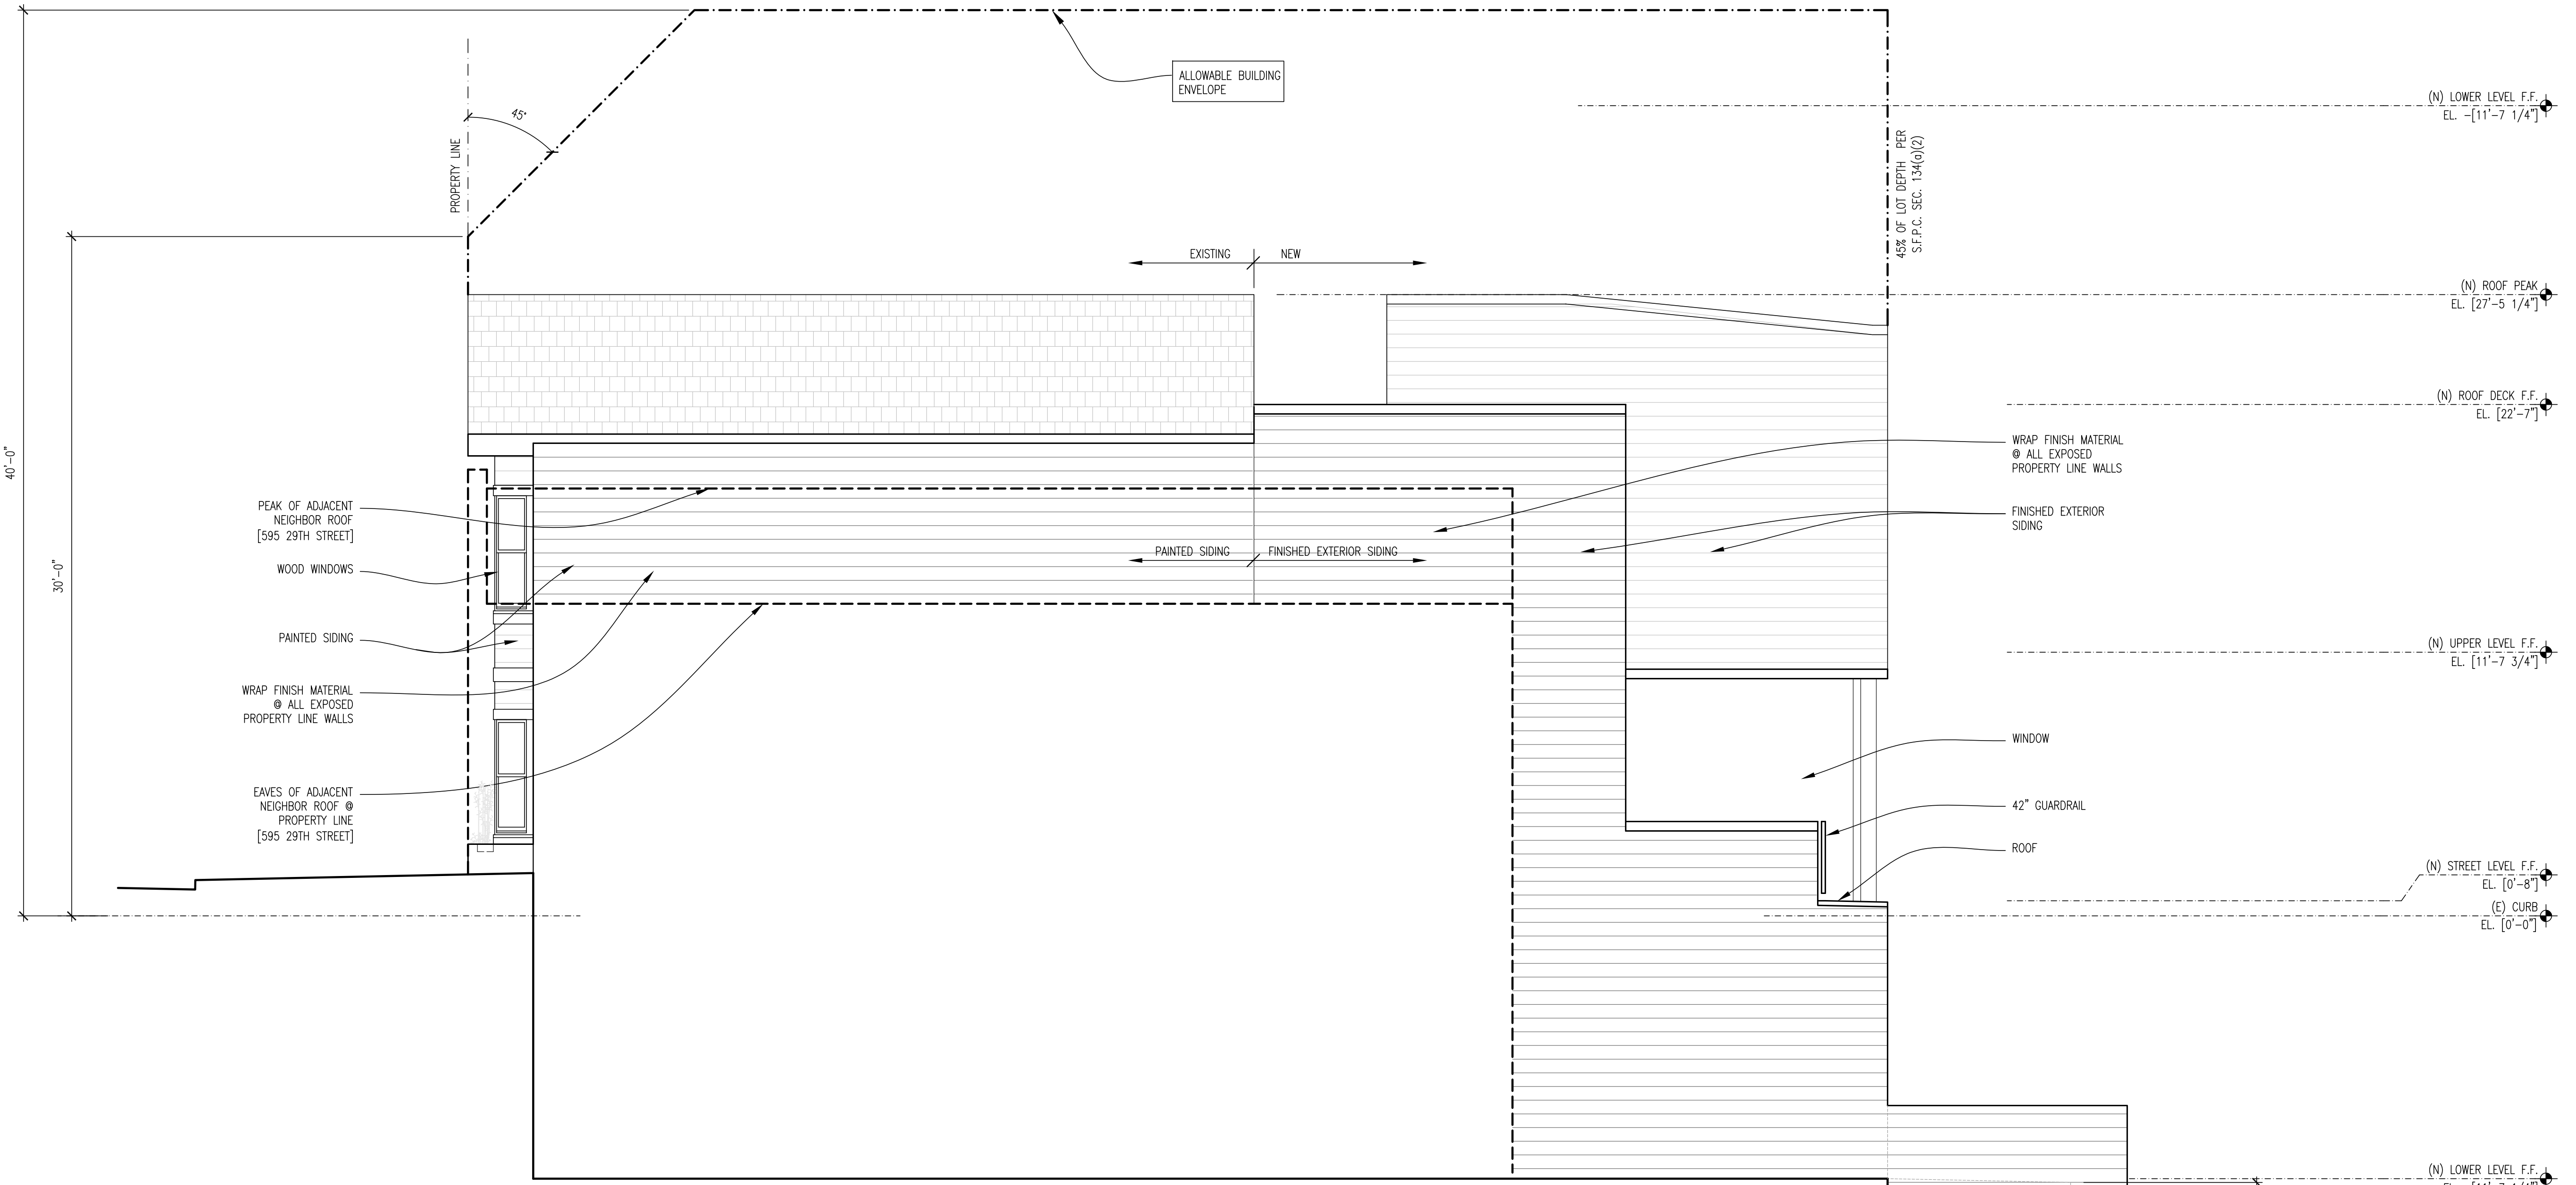 ALLOWABLE BUILDING
ENVELOPE
45°
PROPERTY LINE
40'-0"
30'-0"
45% OF LOT DEPTH PER
S.F.P.C. SEC. 134(a)(2)
(N) LOWER LEVEL F.F.
EL. -[11'-7 1/4"]
EXISTING
NEW
(N) ROOF PEAK
EL. [27'-5 1/4"]
(N) ROOF DECK F.F.
EL. [22'-7"]
WRAP FINISH MATERIAL
@ ALL EXPOSED
PROPERTY LINE WALLS
FINISHED EXTERIOR
SIDING
PEAK OF ADJACENT
NEIGHBOR ROOF
[595 29TH STREET]
WOOD WINDOWS
PAINTED SIDING
WRAP FINISH MATERIAL
@ ALL EXPOSED
PROPERTY LINE WALLS
EAVES OF ADJACENT
NEIGHBOR ROOF @
PROPERTY LINE
[595 29TH STREET]
PAINTED SIDING
FINISHED EXTERIOR SIDING
(N) UPPER LEVEL F.F.
EL. [11'-7 3/4"]
WINDOW
42" GUARDRAIL
ROOF
(N) STREET LEVEL F.F.
EL. [0'-8"]
(E) CURB
EL. [0'-0"]
(N) LOWER LEVEL F.F.